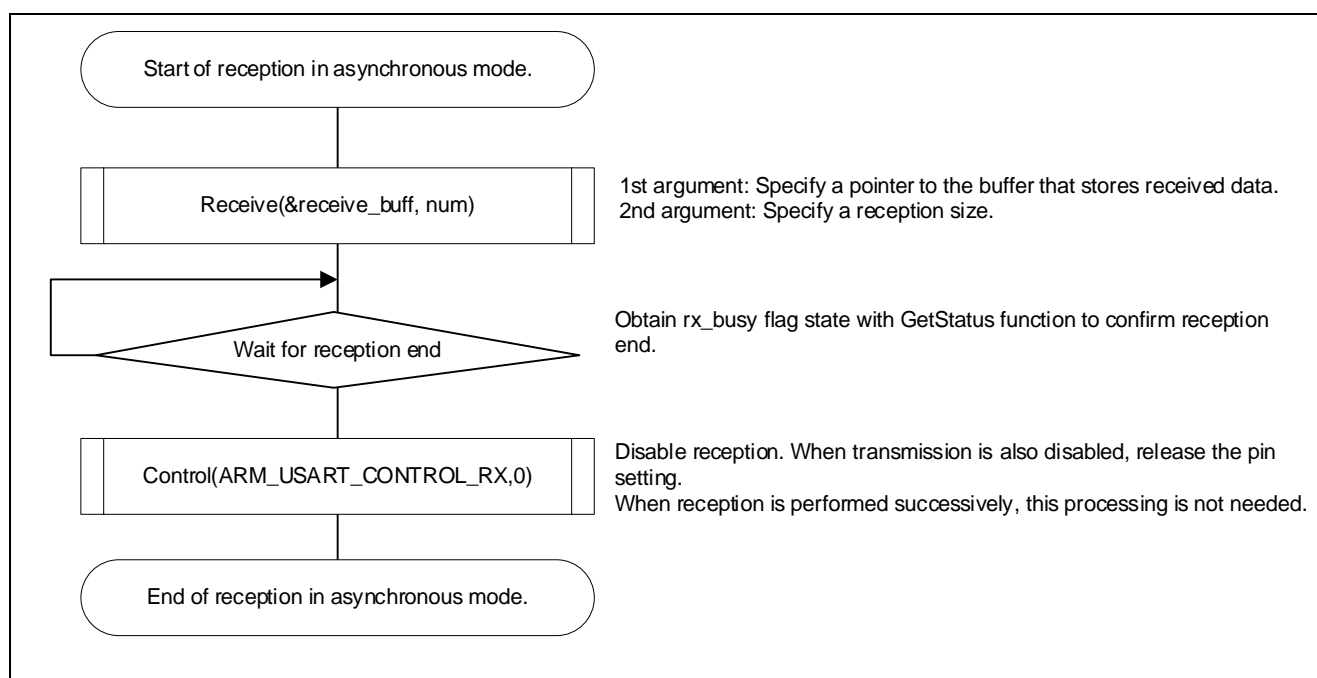 Start of reception in asynchronous mode.
Receive(&receive_buff, num)
1st argument: Specify a pointer to the buffer that stores received data.
2nd argument: Specify a reception size.
Wait for reception end
Obtain rx_busy flag state with GetStatus function to confirm reception
end.
Control(ARM_USART_CONTROL_RX,0)
Disable reception. When transmission is also disabled, release the pin
setting.
When reception is performed successively, this processing is not needed.
End of reception in asynchronous mode.